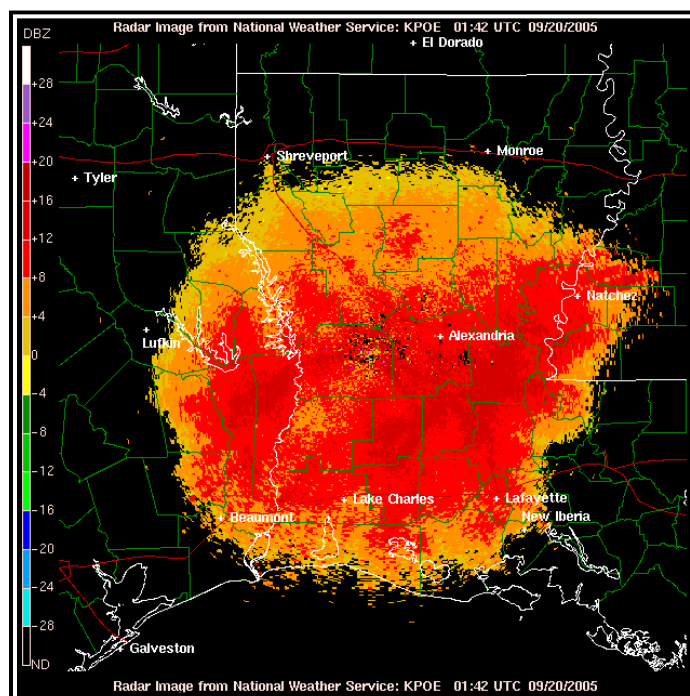 Radar Image from National Weather Service: KPOE 01:42 UTC 09/20/2005
DBZ
El Dorado
+28
+24
Shreveport
Monroe
+20
Tyler
+16
+12
+8
Natchez
+4
Lufkin
Alexandria
0
-4
-8
-12
Lake Charles
Lafayette
-16
Beaumont
New Iberia
-20
-24
-28
Galveston
ND
Radar Image from National Weather Service: KPOE 01:42 UTC 09/20/2005